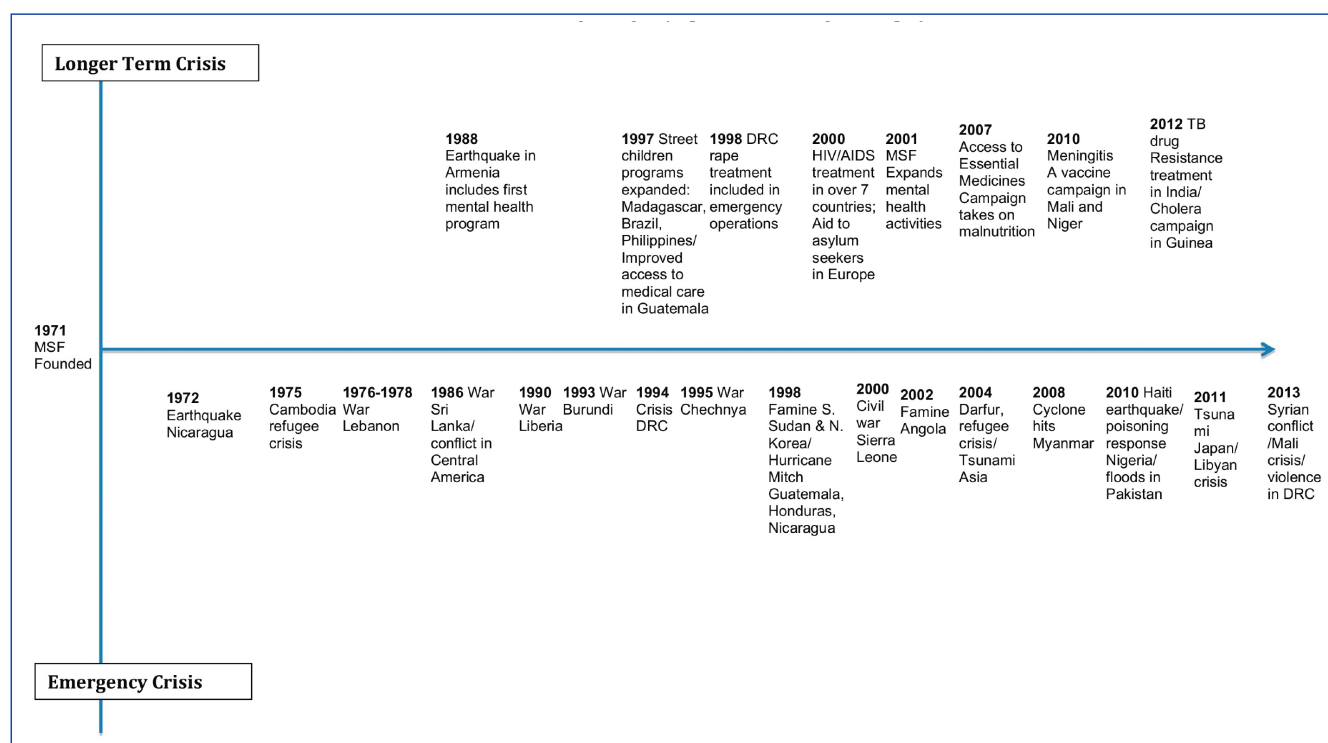 Longer Term Crisis
1988
Earthquake in
Armenia
includes first
mental health
program
1997 Street
children
programs
expanded:
Madagascar,
Brazil,
Philippines/
Improved
access to
medical care
in Guatemala
1998 DRC
rape
treatment
included in
emergency
operations
2000
HIV/AIDS
treatment
in over 7
countries;
Aid to
asylum
seekers
in Europe
2001
MSF
Expands
mental
health
activities
2007
Access to
Essential
Medicines
Campaign
takes on
malnutrition
2010
Meningitis
A vaccine
campaign in
Mali and
Niger
2012 TB
drug
Resistance
treatment
in India/
Cholera
campaign
in Guinea
1971
MSF
Founded
1972
Earthquake
Nicaragua
1975
Cambodia
refugee
crisis
1976-1978
War
Lebanon
1986 War
Sri
Lanka/
conflict in
Central
America
1990
War
Liberia
1993 War
Burundi
1994
Crisis
DRC
1995 War
Chechnya
1998
Famine S.
Sudan & N.
Korea/
Hurricane
Mitch
Guatemala,
Honduras,
Nicaragua
2000
Civil
war
Sierra
Leone
2002
Famine
Angola
2004
Darfur,
refugee
crisis/
Tsunami
Asia
2008
Cyclone
hits
Myanmar
2010 Haiti
earthquake/
poisoning
response
Nigeria/
floods in
Pakistan
2011
Tsuna
mi
Japan/
Libyan
crisis
2013
Syrian
conflict
/Mali
crisis/
violence
in DRC
Emergency Crisis